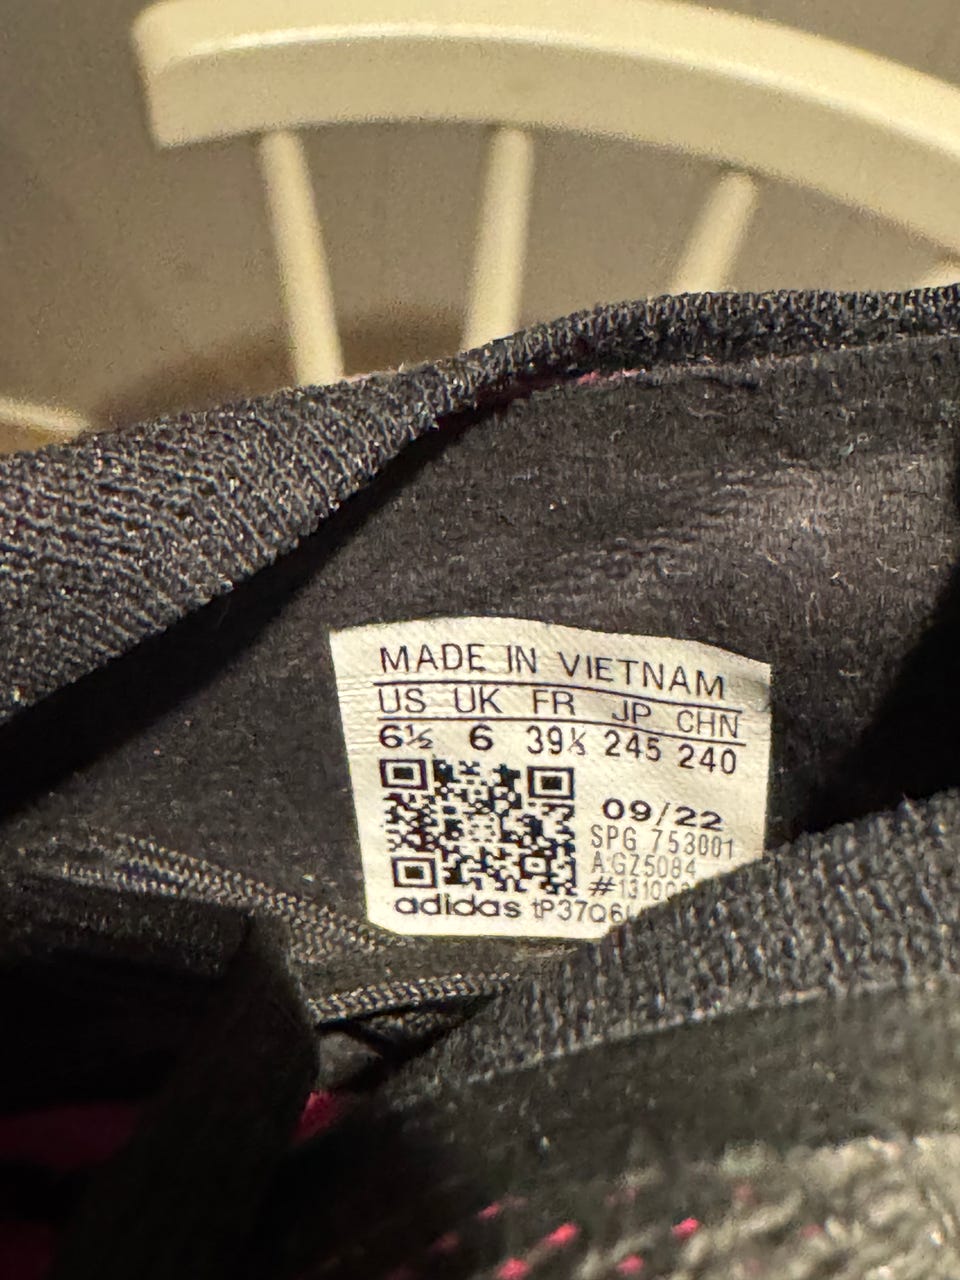 MADE IN VIETNAM
US UK FR JP CHN
6½ 6 39⅓ 245 240
09/22
SPG 753001
A:GZ5084
adidas